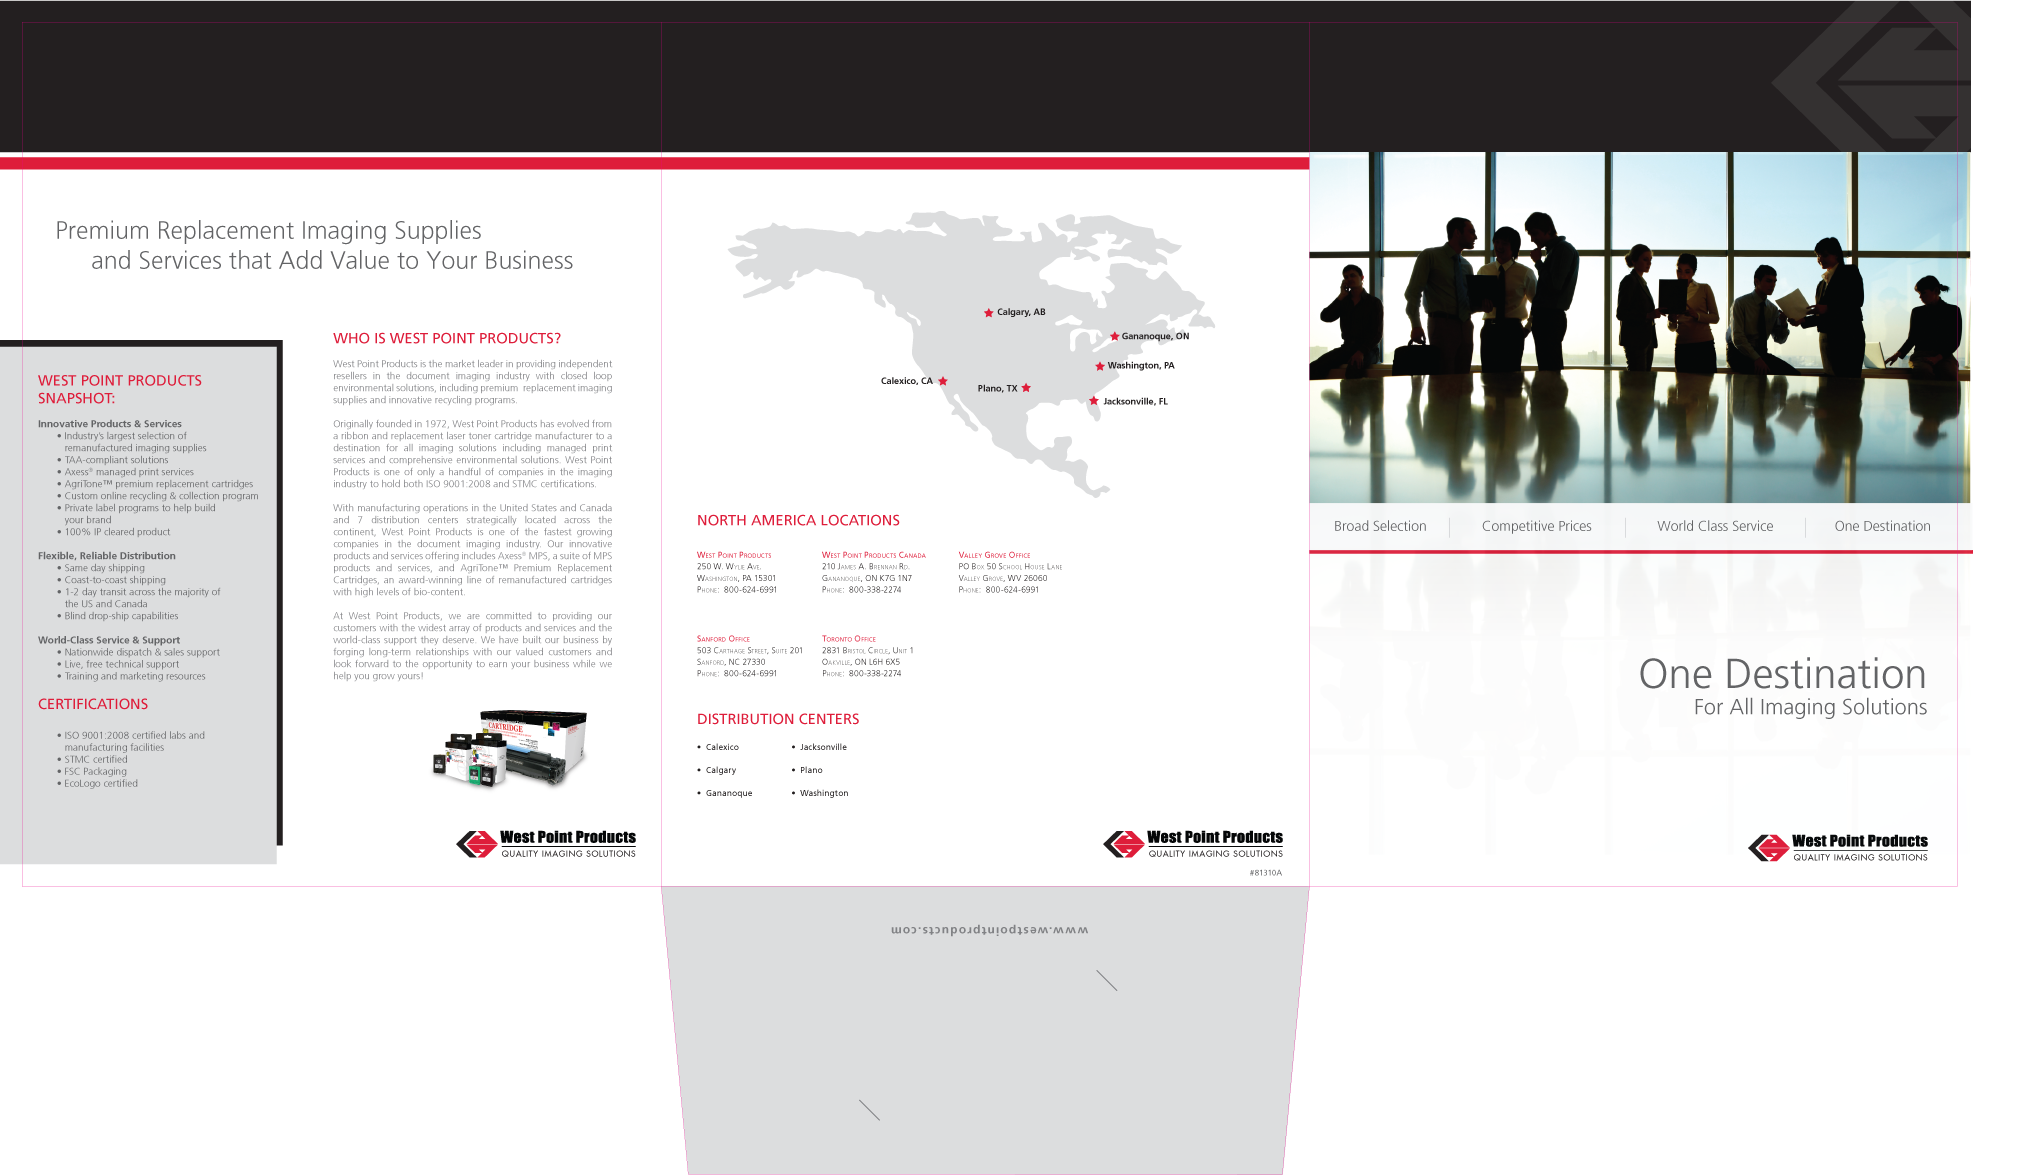 Premium Replacement Imaging Supplies
and Services that Add Value to Your Business
WEST POINT PRODUCTS
SNAPSHOT:
Innovative Products & Services
• Industry's largest selection of
remanufactured imaging supplies
• TAA-compliant solutions
• Axess® managed print services
• AgriTone™ premium replacement cartridges
• Custom online recycling & collection program
• Private label programs to help build
your brand
• 100% IP cleared product
Flexible, Reliable Distribution
• Same day shipping
• Coast-to-coast shipping
• 1-2 day transit across the majority of
the US and Canada
• Blind drop-ship capabilities
World-Class Service & Support
• Nationwide dispatch & sales support
• Live, free technical support
• Training and marketing resources
CERTIFICATIONS
• ISO 9001:2008 certified labs and
manufacturing facilities
• STMC certified
• FSC Packaging
• EcoLogo certified
WHO IS WEST POINT PRODUCTS?
West Point Products is the market leader in providing independent
resellers in the document imaging industry with closed loop
environmental solutions, including premium replacement imaging
supplies and innovative recycling programs.
Originally founded in 1972, West Point Products has evolved from
a ribbon and replacement laser toner cartridge manufacturer to a
destination for all imaging solutions including managed print
services and comprehensive environmental solutions. West Point
Products is one of only a handful of companies in the imaging
industry to hold both ISO 9001:2008 and STMC certifications.
With manufacturing operations in the United States and Canada
and 7 distribution centers strategically located across the
continent, West Point Products is one of the fastest growing
companies in the document imaging industry. Our innovative
products and services offering includes Axess® MPS, a suite of MPS
products and services, and AgriTone™ Premium Replacement
Cartridges, an award-winning line of remanufactured cartridges
with high levels of bio-content.
At West Point Products, we are committed to providing our
customers with the widest array of products and services and the
world-class support they deserve. We have built our business by
forging long-term relationships with our valued customers and
look forward to the opportunity to earn your business while we
help you grow yours!
CARTRIDGE
West Point Products
QUALITY IMAGING SOLUTIONS
Calgary, AB
Gananoque, ON
Washington, PA
Calexico, CA
Plano, TX
Jacksonville, FL
NORTH AMERICA LOCATIONS
West Point Products
250 W. Wylie Ave.
Washington, PA 15301
Phone: 800-624-6991
West Point Products Canada
210 James A. Brennan Rd.
Gananoque, ON K7G 1N7
Phone: 800-338-2274
Valley Grove Office
PO Box 50 School House Lane
Valley Grove, WV 26060
Phone: 800-624-6991
Sanford Office
503 Carthage Street, Suite 201
Sanford, NC 27330
Phone: 800-624-6991
Toronto Office
2831 Bristol Circle, Unit 1
Oakville, ON L6H 6X5
Phone: 800-338-2274
DISTRIBUTION CENTERS
• Calexico
• Calgary
• Gananoque
• Jacksonville
• Plano
• Washington
West Point Products
QUALITY IMAGING SOLUTIONS
#81310A
www.westpointproducts.com
Broad Selection
Competitive Prices
World Class Service
One Destination
One Destination
For All Imaging Solutions
West Point Products
QUALITY IMAGING SOLUTIONS